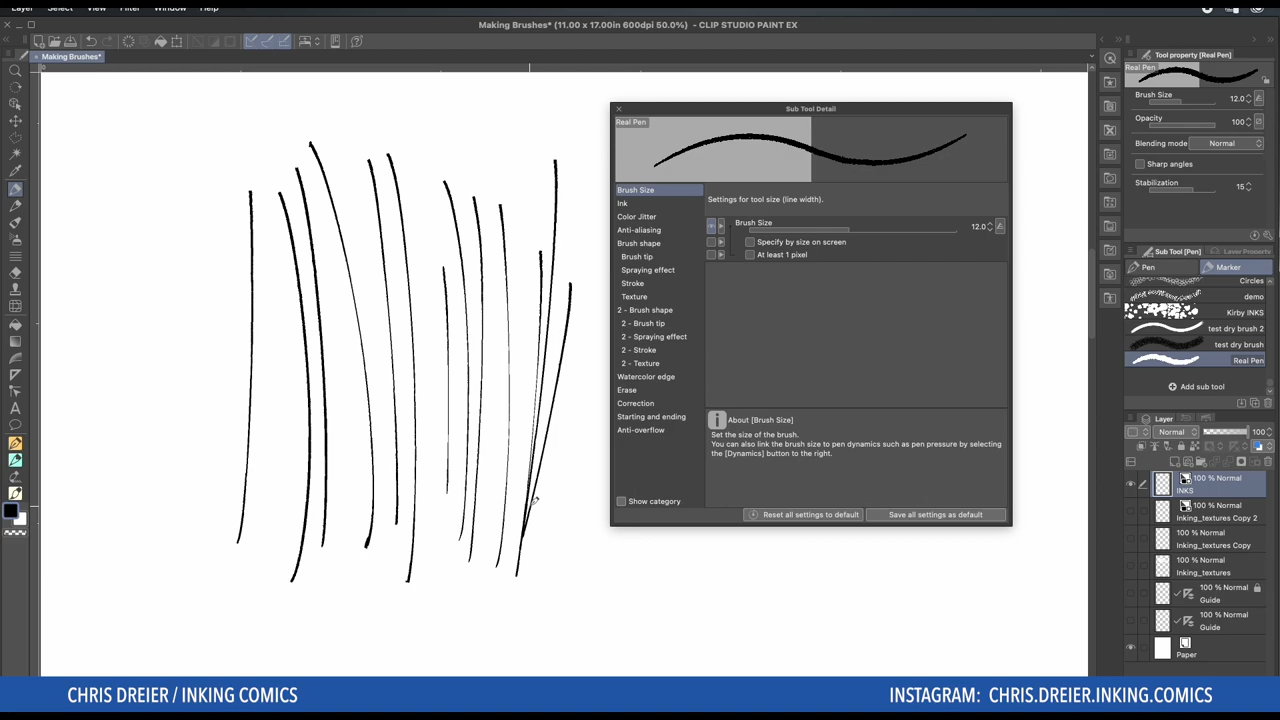 Layer View Filter Window Help
Making Brushes* (11.00 x 17.00in 600dpi 50.0%) - CLIP STUDIO PAINT EX
Making Brushes*
0
Sub Tool Detail
Real Pen
Brush Size
Ink
Color Jitter
Anti-aliasing
Brush shape
Brush tip
Spraying effect
Stroke
Texture
2 - Brush shape
2 - Brush tip
2 - Spraying effect
2 - Stroke
2 - Texture
Watercolor edge
Erase
Correction
Starting and ending
Anti-overflow
Show category
Settings for tool size (line width).
Brush Size 12.0
Specify by size on screen
At least 1 pixel
About [Brush Size]
Set the size of the brush.
You can also link the brush size to pen dynamics such as pen pressure by selecting
the [Dynamics] button to the right.
Reset all settings to default Save all settings as default
Tool property [Real Pen]
Real Pen
Brush Size 12.0
Opacity 100
Blending mode Normal
Sharp angles
Stabilization 15
Sub Tool [Pen] Layer Property
Pen Marker
Circles
demo
Kirby INKS
test dry brush 2
test dry brush
Real Pen
Add sub tool
Layer
Normal 100
100 % Normal
INKS
100 % Normal
Inking_textures Copy 2
100 % Normal
Inking_textures Copy
100 % Normal
Inking_textures
100 % Normal
Guide
100 % Normal
Guide
Paper
CHRIS DREIER / INKING COMICS
INSTAGRAM: CHRIS.DREIER.INKING.COMICS